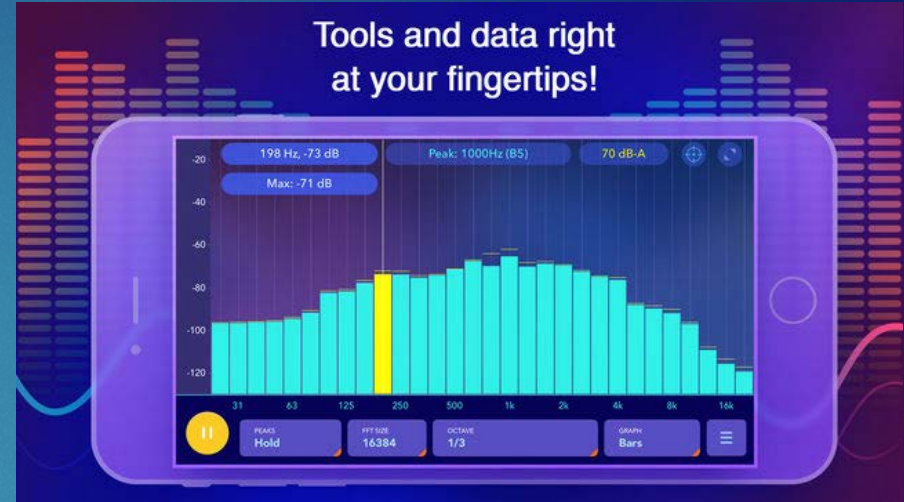 Tools and data right
at your fingertips!
198 Hz, -73 dB
Peak: 1000Hz (B5)
70 dB-A
Max: -71 dB
-20
-40
-60
-80
-100
-120
31 63 125 250 500 1k 2k 4k 8k 16k
PEAKS
Hold
FFT SIZE
16384
OCTAVE
1/3
GRAPH
Bars